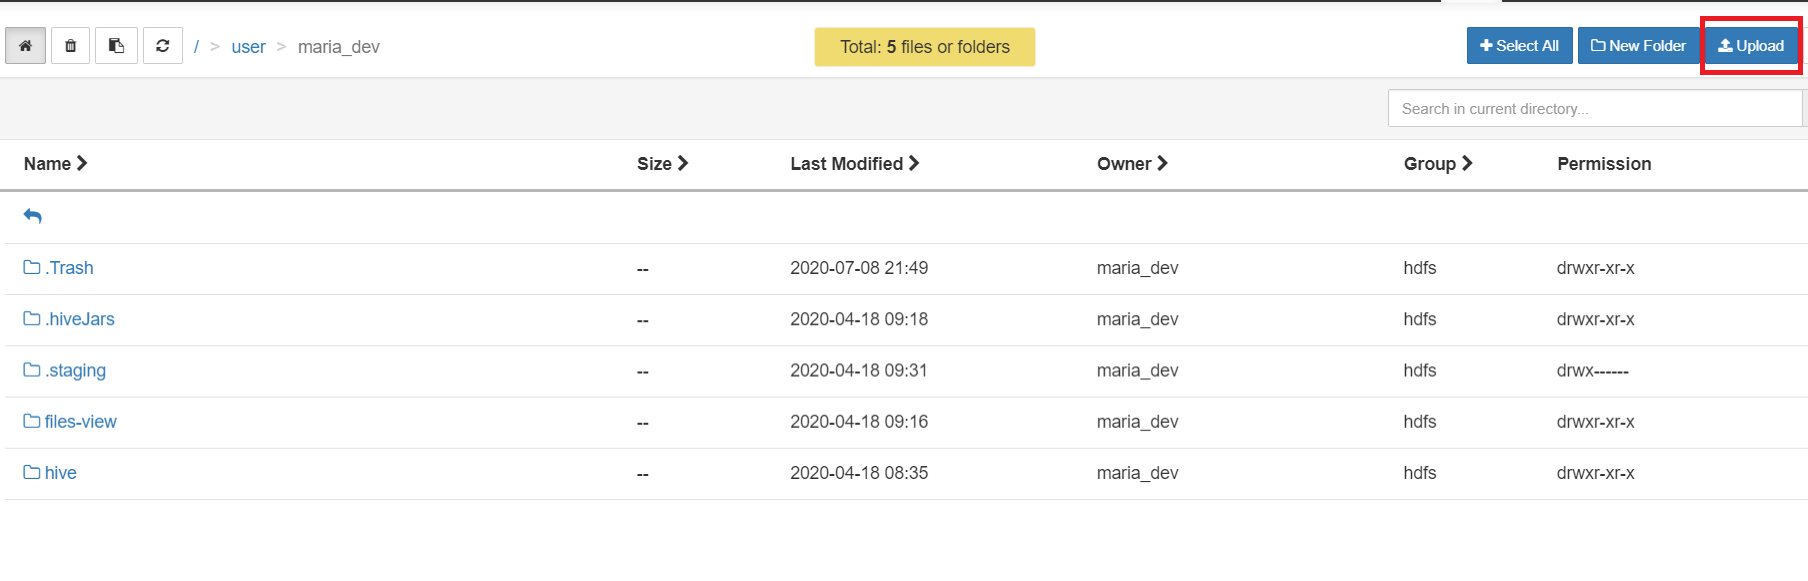 / > user > maria_dev Total: 5 files or folders Select All New Folder Upload
Search in current directory...
Name Size Last Modified Owner Group Permission
.Trash -- 2020-07-08 21:49 maria_dev hdfs drwxr-xr-x
.hiveJars -- 2020-04-18 09:18 maria_dev hdfs drwxr-xr-x
.staging -- 2020-04-18 09:31 maria_dev hdfs drwx------
files-view -- 2020-04-18 09:16 maria_dev hdfs drwxr-xr-x
hive -- 2020-04-18 08:35 maria_dev hdfs drwxr-xr-x